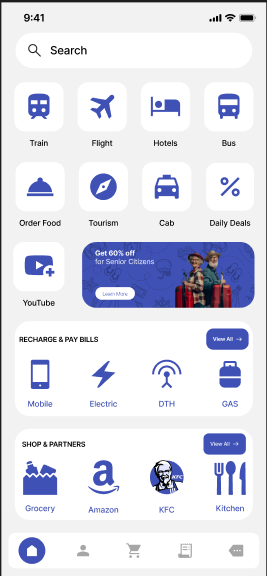 9:41
Search
Train Flight Hotels Bus
Order Food Tourism Cab Daily Deals
YouTube
Get 60% off
for Senior Citizens
Learn More
RECHARGE & PAY BILLS View All →
Mobile Electric DTH GAS
SHOP & PARTNERS View All →
KFC
Grocery Amazon KFC Kitchen